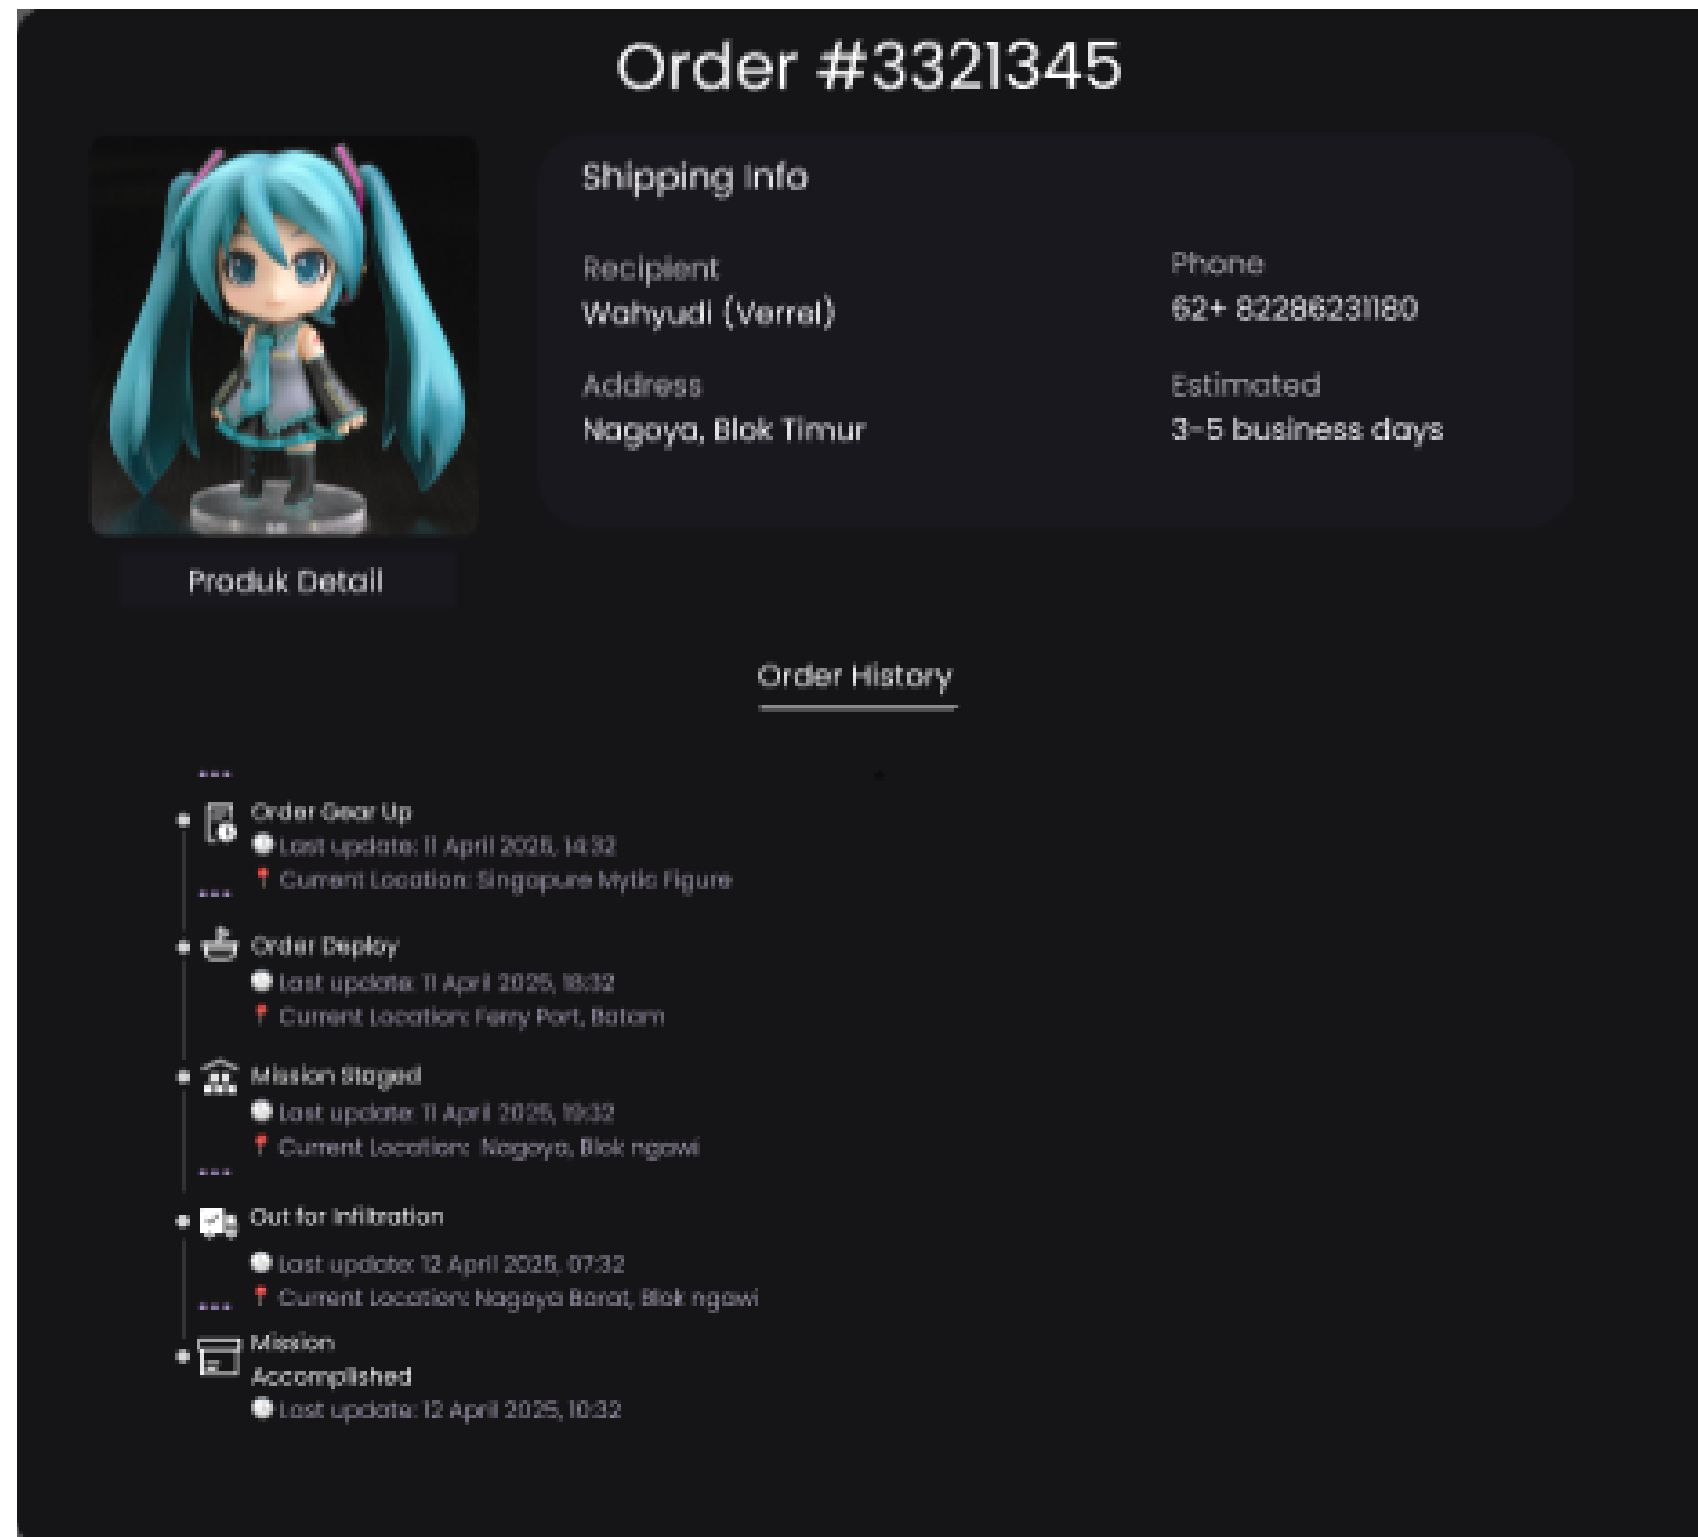 Order #3321345
Shipping Info
Recipient
Phone
Wahyudi (Verrel)
62+ 82286231180
Address
Estimated
Nagoya, Blok Timur
3-5 business days
Produk Detail
Order History
Order Gear Up
Last update: 11 April 2025, 14:32
Current Location: Singapure Mytic Figure
Order Deploy
Last update: 11 April 2025, 18:32
Current Location: Ferry Port, Batam
Mission Staged
Last update: 11 April 2025, 19:32
Current Location: Nagoya, Blok ngawi
Out for Infiltration
Last update: 12 April 2025, 07:32
Current Location: Nagoya Barat, Blok ngawi
Mission
Accomplished
Last update: 12 April 2025, 10:32